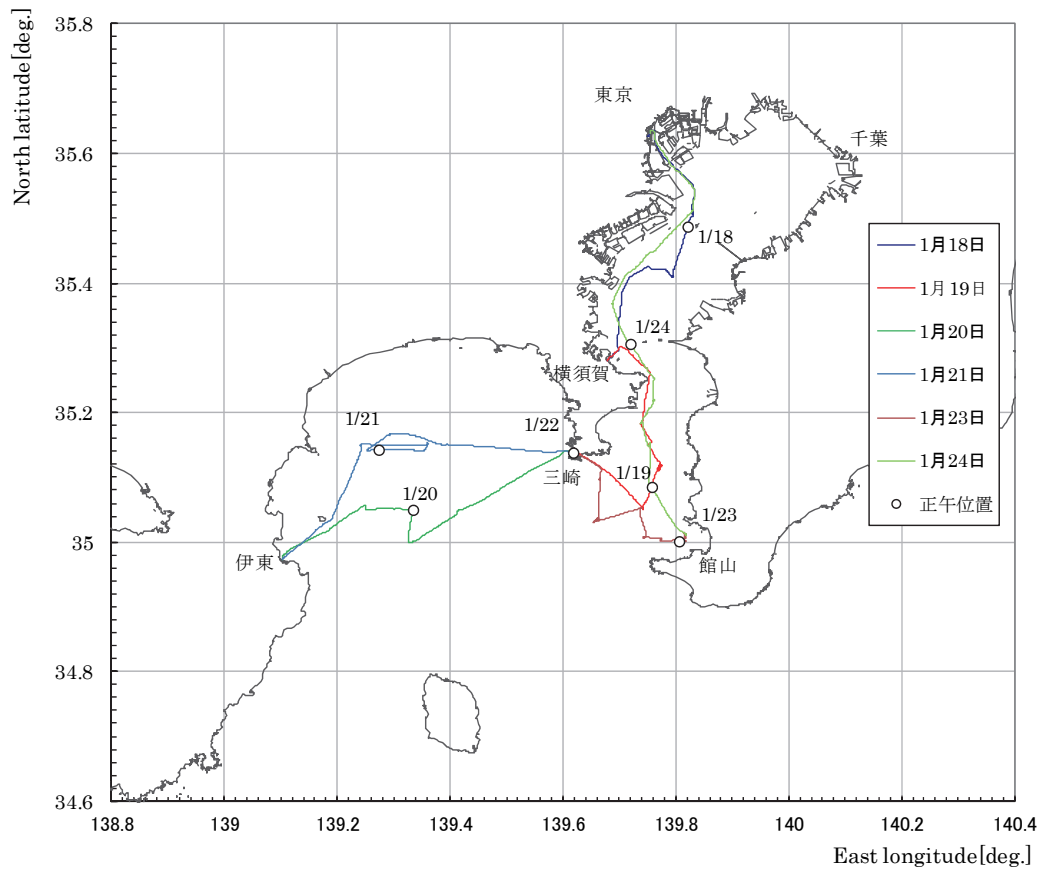 North latitude[deg.]
35.8
35.6
35.4
35.2
35
34.8
34.6
東京
千葉
1/18
1/24
横須賀
1/21
1/22
三崎
1/19
1/20
1/23
伊東
館山
1月18日
1月19日
1月20日
1月21日
1月23日
1月24日
正午位置
138.8 139 139.2 139.4 139.6 139.8 140 140.2 140.4
East longitude[deg.]